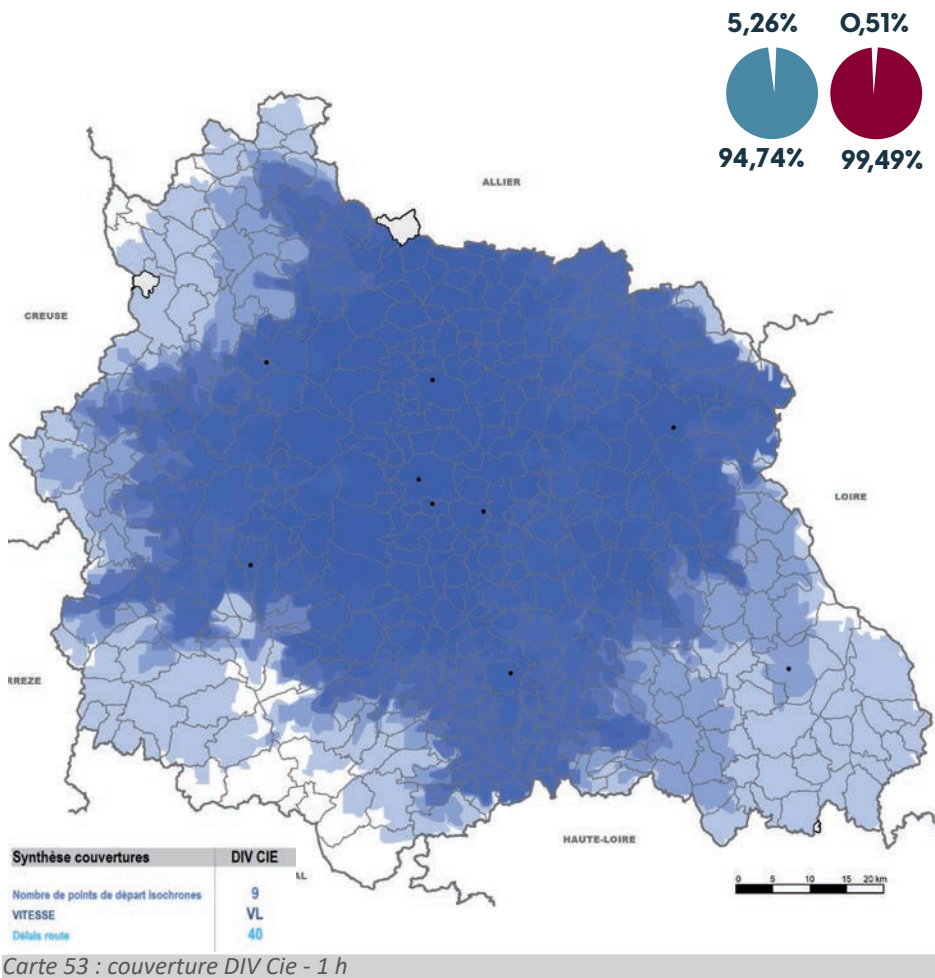 5,26% 0,51%
94,74% 99,49%
ALLIER
CREUSE
LOIRE
RREZE
HAUTE-LOIRE
AL
Synthèse couvertures DIV CIE
Nombre de points de départ isochrones 9
VITESSE VL
Délais route 40
0 5 10 15 20 km
Carte 53 : couverture DIV Cie - 1 h